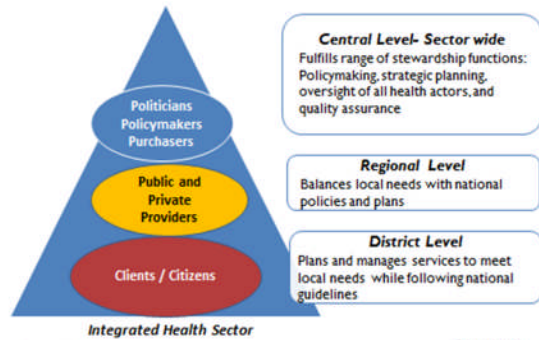 Politicians
Policymakers
Purchasers
Public and
Private
Providers
Clients / Citizens
Integrated Health Sector
Central Level- Sector wide
Fulfills range of stewardship functions:
Policymaking, strategic planning,
oversight of all health actors, and
quality assurance
Regional Level
Balances local needs with national
policies and plans
District Level
Plans and manages services to meet
local needs while following national
guidelines